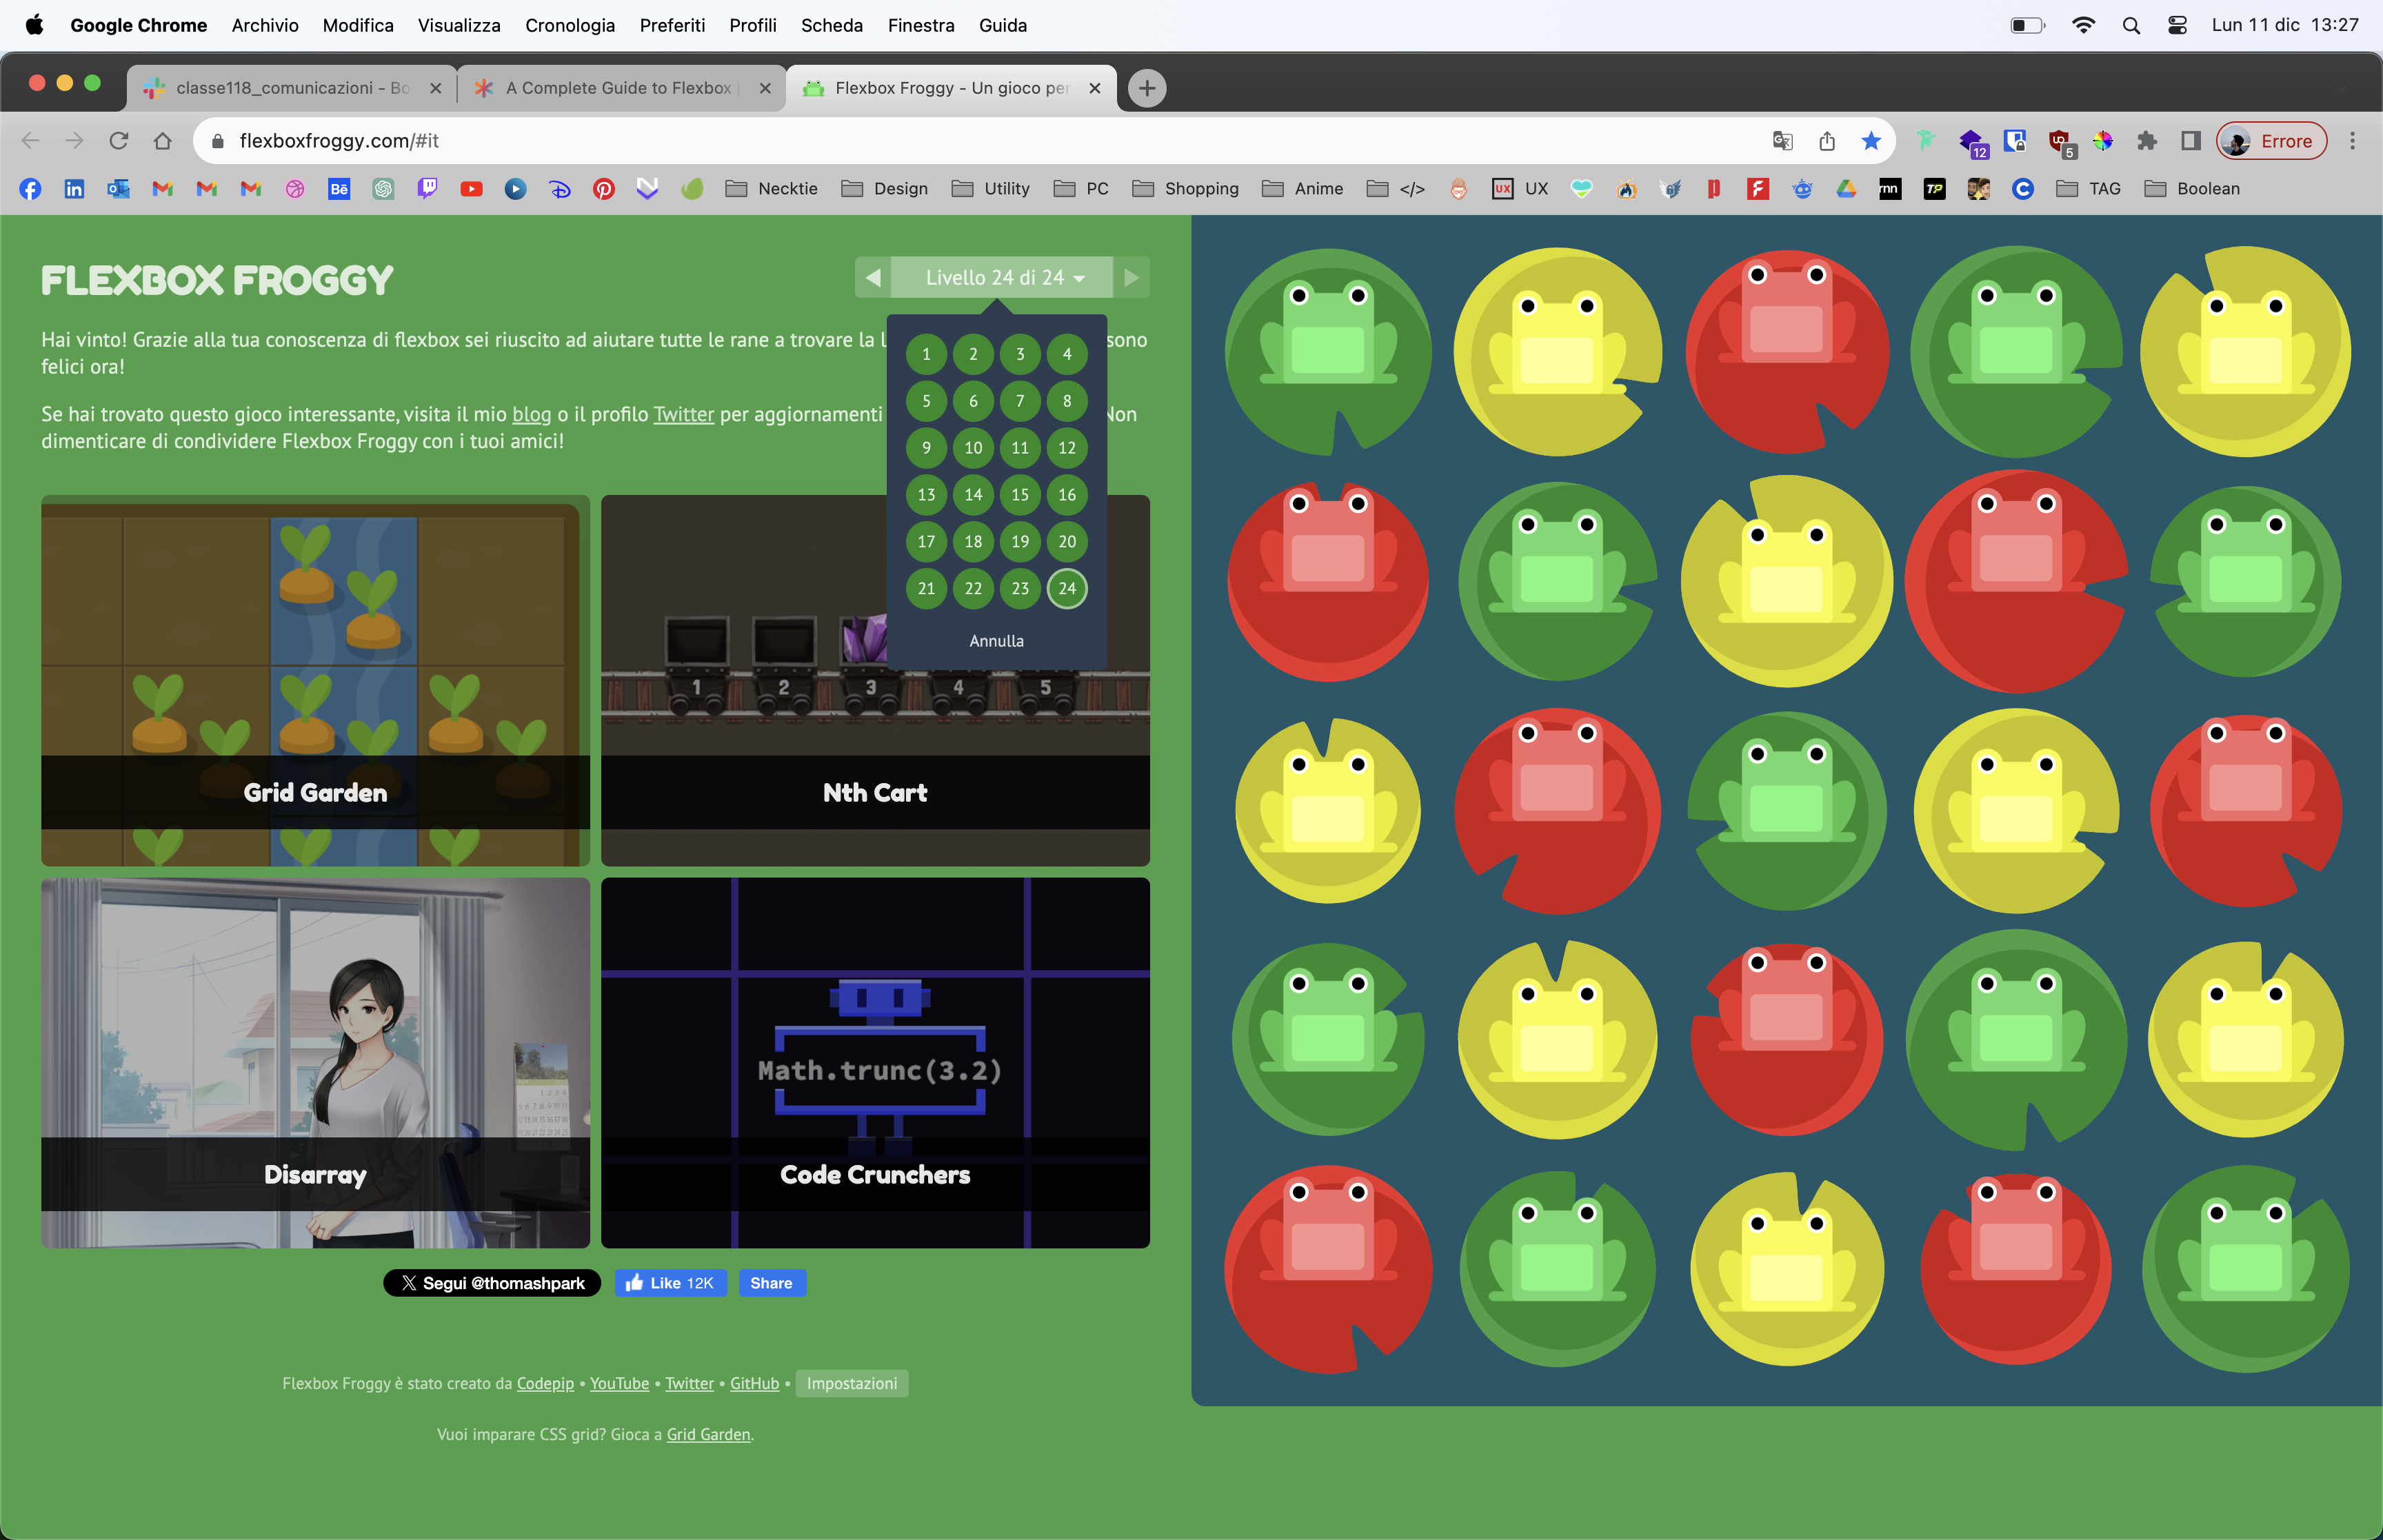 Google Chrome Archivio Modifica Visualizza Cronologia Preferiti Profili Scheda Finestra Guida Lun 11 dic 13:27
classe118_comunicazioni - Bo A Complete Guide to Flexbox | Flexbox Froggy - Un gioco per
flexboxfroggy.com/#it 12 5 Errore
Bē Necktie Design Utility PC Shopping Anime </> UX UX TP TAG Boolean
FLEXBOX FROGGY
Livello 24 di 24
Hai vinto! Grazie alla tua conoscenza di flexbox sei riuscito ad aiutare tutte le rane a trovare la l sono
felici ora!
Se hai trovato questo gioco interessante, visita il mio blog o il profilo Twitter per aggiornamenti Non
dimenticare di condividere Flexbox Froggy con i tuoi amici!
1 2 3 4
5 6 7 8
9 10 11 12
13 14 15 16
17 18 19 20
21 22 23 24
Annulla
1 2 3 4 5
Grid Garden
Nth Cart
Disarray
Math.trunc(3.2)
Code Crunchers
Segui @thomashpark Like 12K Share
Flexbox Froggy è stato creato da Codepip • YouTube • Twitter • GitHub • Impostazioni
Vuoi imparare CSS grid? Gioca a Grid Garden.